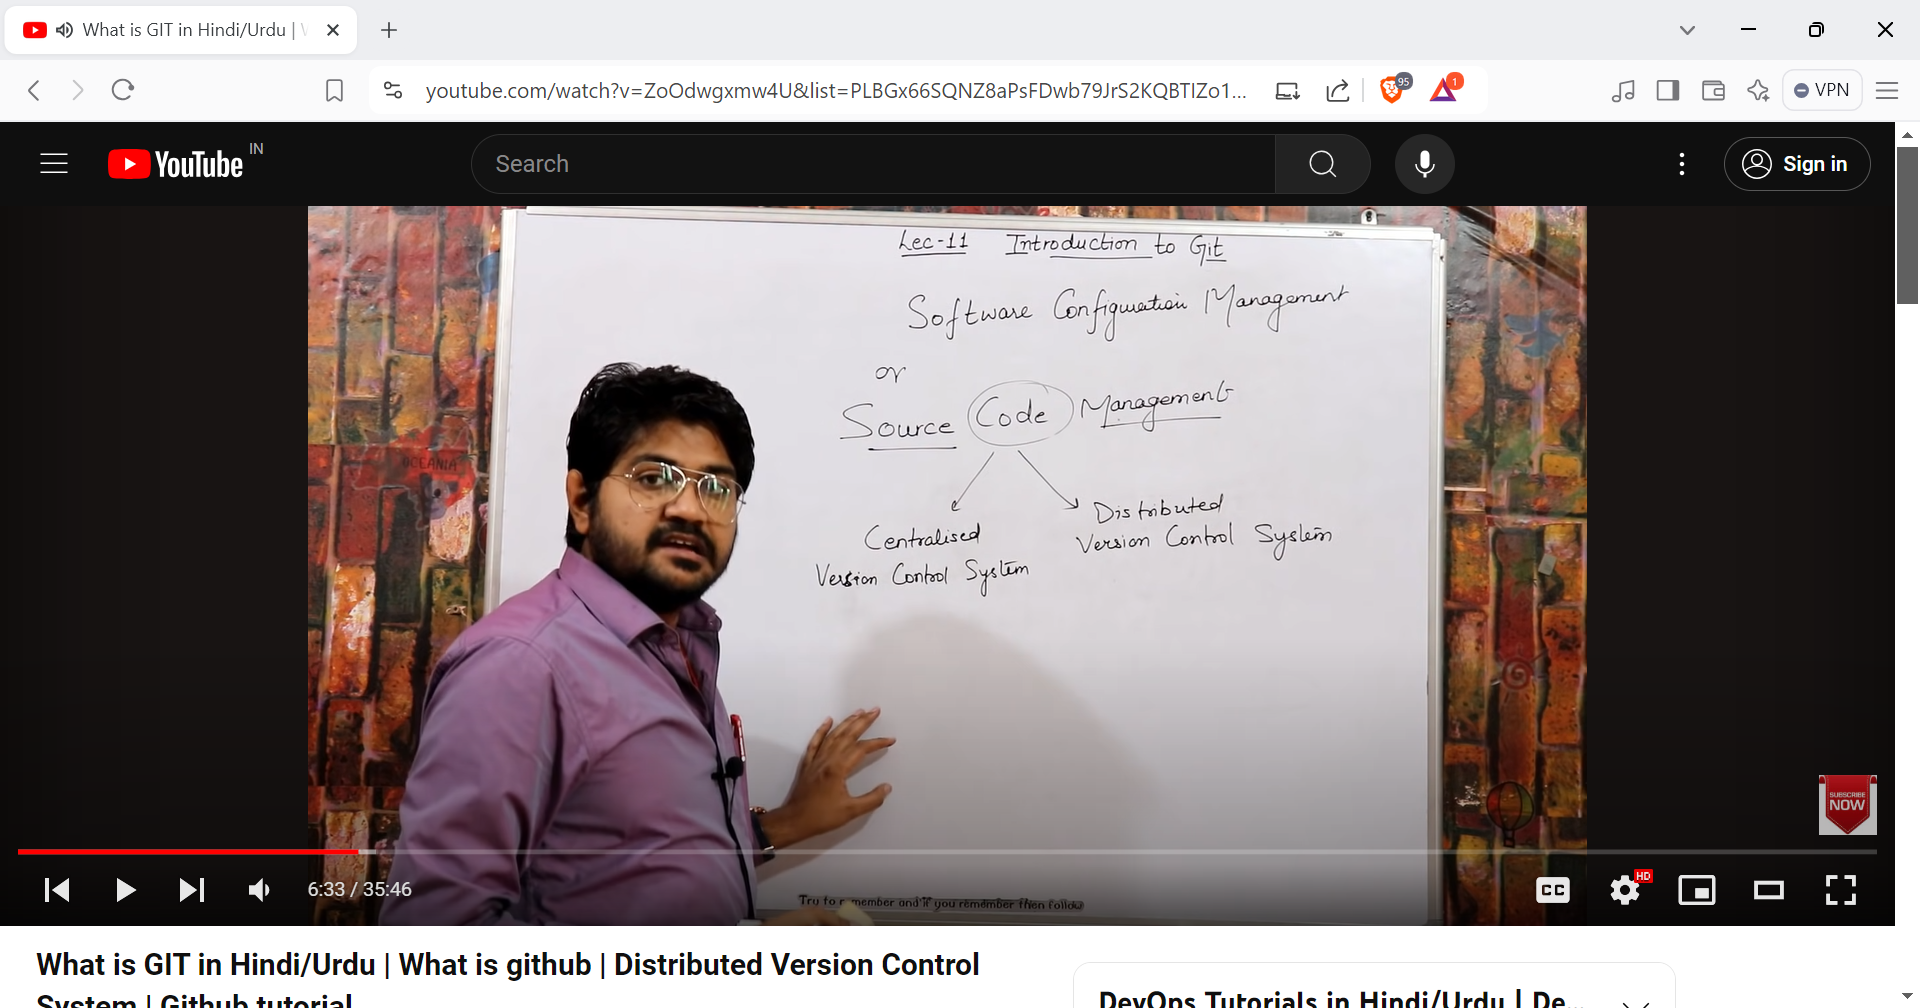 What is GIT in Hindi/Urdu |
youtube.com/watch?v=ZoOdwgxmw4U&list=PLBGx66SQNZ8aPsFDwb79JrS2KQBTIZo1...
95
1
VPN
YouTube IN
Search
Sign in
Lec-11 Introduction to Git
Software Configuration Management
or
Source Code Management
Centralised
Version Control System
Distributed
Version Control System
OCEANIA
SUBSCRIBE
NOW
6:33 / 35:46
CC
HD
Try to remember and if you remember then follow
What is GIT in Hindi/Urdu | What is github | Distributed Version Control
System | Github tutorial
DevOps Tutorials in Hindi/Urdu | De...